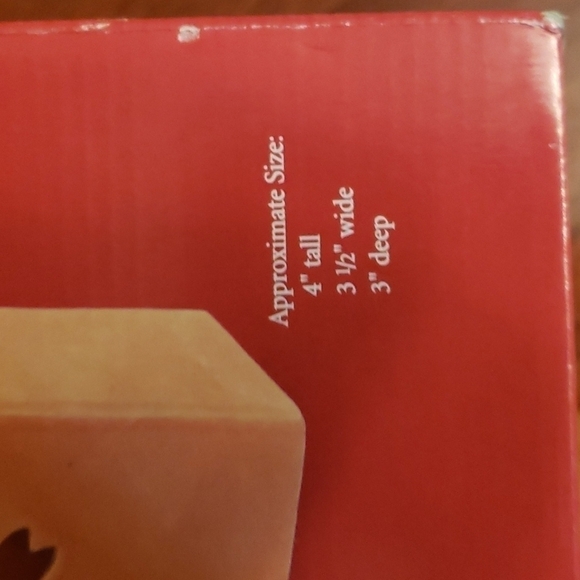 Approximate Size:
4" tall
3 1/2" wide
3" deep